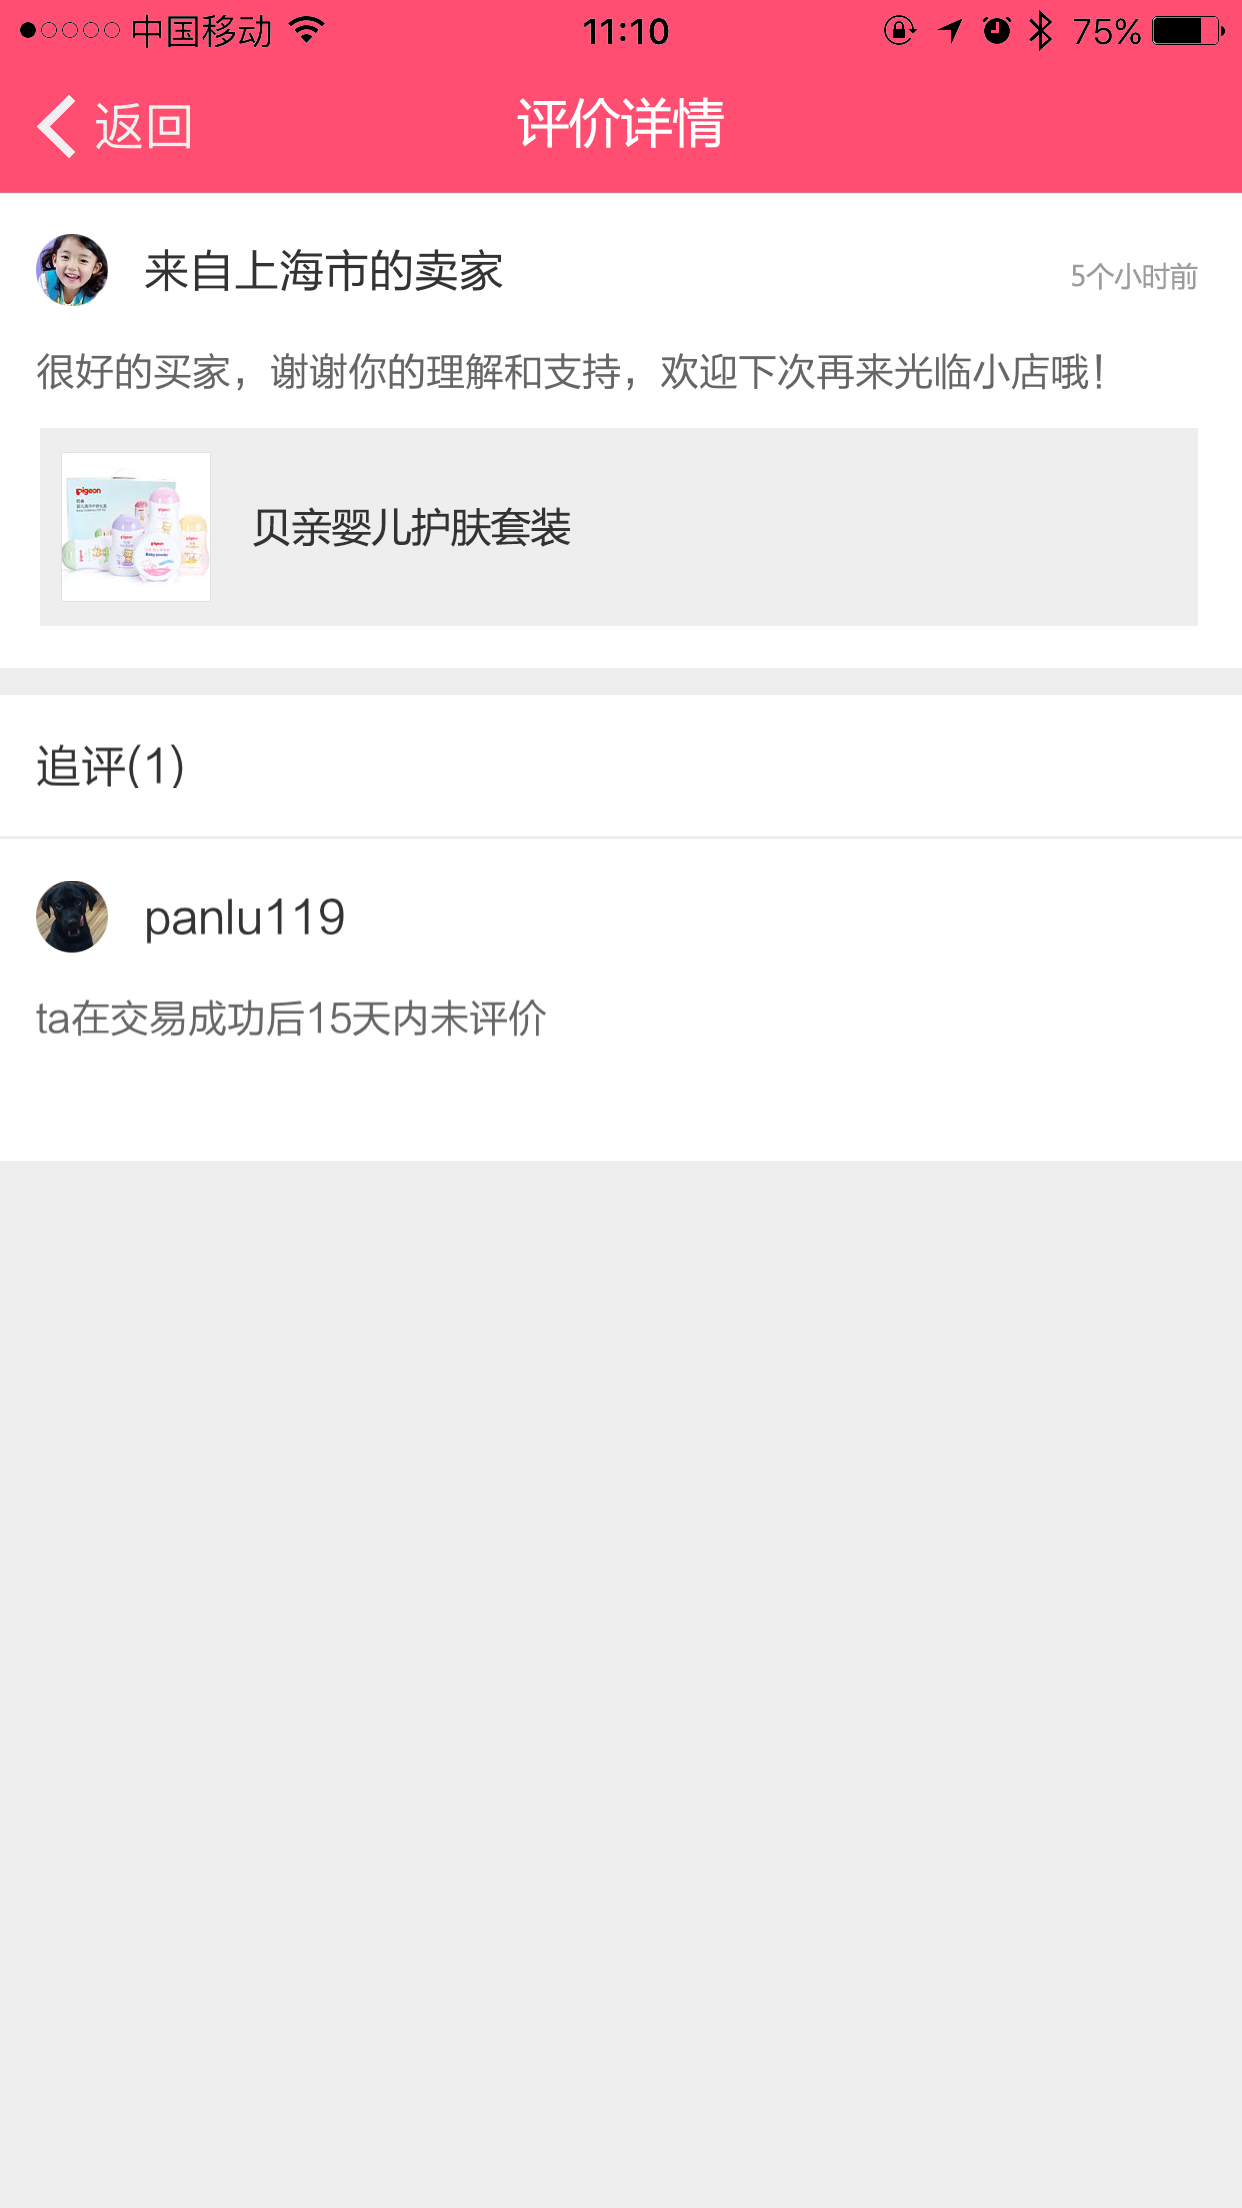 中国移动
11:10
75%
返回
评价详情
来自上海市的卖家
5个小时前
很好的买家，谢谢你的理解和支持，欢迎下次再来光临小店哦！
Pigeon
贝亲婴儿护肤套装
追评(1)
panlu119
ta在交易成功后15天内未评价